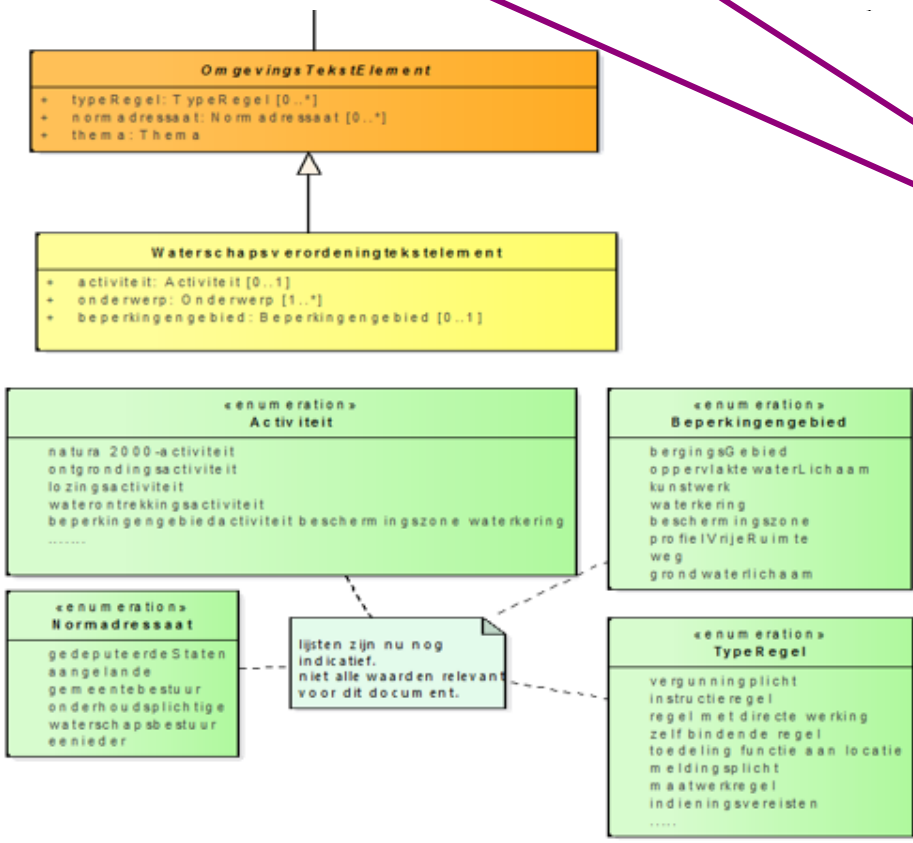 OmgevingsTekstElement
+ typeRegel: TypeRegel [0..*]
+ normadressaat: Normadressaat [0..*]
+ thema: Thema
Waterschapsverordeningtekstelement
+ activiteit: Activiteit [0..1]
+ onderwerp: Onderwerp [1..*]
+ beperkingengebied: Beperkingengebied [0..1]
«enumeration»
Activiteit
natura 2000-activiteit
ontgrondingsactiviteit
lozingsactiviteit
waterontrekkingsactiviteit
beperkingengebiedactiviteit beschermingszone waterkering
.......
«enumeration»
Beperkingengebied
bergingsGebied
oppervlaktewaterLichaam
kunstwerk
waterkering
beschermingszone
profielVrijeRuimte
weg
grondwaterlichaam
«enumeration»
Normadressaat
gedeputeerdeStaten
aangelande
gemeentebestuur
onderhoudsplichtige
waterschapsbestuur
eenieder
lijsten zijn nu nog
indicatief.
niet alle waarden relevant
voor dit document.
«enumeration»
TypeRegel
vergunningplicht
instructieregel
regel met directe werking
zelfbindende regel
toedeling functie aan locatie
meldingsplicht
maatwerkregel
indieningsvereisten
.....